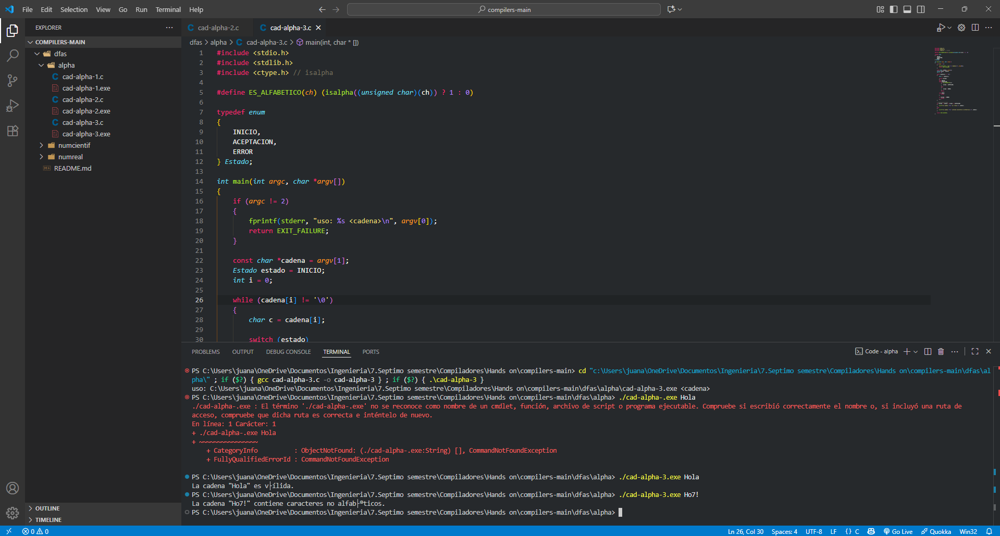 File Edit Selection View Go Run Terminal Help
compilers-main
EXPLORER
COMPILERS-MAIN
dfas
alpha
cad-alpha-1.c
cad-alpha-1.exe
cad-alpha-2.c
cad-alpha-2.exe
cad-alpha-3.c
cad-alpha-3.exe
numcientif
numreal
README.md
OUTLINE
TIMELINE
cad-alpha-2.c
cad-alpha-3.c
dfas > alpha > cad-alpha-3.c > main(int, char * [])
1 #include <stdio.h>
2 #include <stdlib.h>
3 #include <ctype.h> // isalpha
4
5 #define ES_ALFABETICO(ch) (isalpha((unsigned char)(ch)) ? 1 : 0)
6
7 typedef enum
8 {
9 INICIO,
10 ACEPTACION,
11 ERROR
12 } Estado;
13
14 int main(int argc, char *argv[])
15 {
16 if (argc != 2)
17 {
18 fprintf(stderr, "uso: %s <cadena>\n", argv[0]);
19 return EXIT_FAILURE;
20 }
21
22 const char *cadena = argv[1];
23 Estado estado = INICIO;
24 int i = 0;
25
26 while (cadena[i] != '\0')
27 {
28 char c = cadena[i];
29
30 switch (estado)
PROBLEMS OUTPUT DEBUG CONSOLE TERMINAL PORTS
Code - alpha
PS C:\Users\juana\OneDrive\Documentos\Ingenieria\7.Septimo semestre\Compiladores\Hands on\compilers-main> cd "c:\Users\juana\OneDrive\Documentos\Ingenieria\7.Septimo semestre\Compiladores\Hands on\compilers-main\dfas\al
pha\" ; if ($?) { gcc cad-alpha-3.c -o cad-alpha-3 } ; if ($?) { .\cad-alpha-3 }
uso: C:\Users\juana\OneDrive\Documentos\Ingenieria\7.Septimo semestre\Compiladores\Hands on\compilers-main\dfas\alpha\cad-alpha-3.exe <cadena>
PS C:\Users\juana\OneDrive\Documentos\Ingenieria\7.Septimo semestre\Compiladores\Hands on\compilers-main\dfas\alpha> ./cad-alpha-.exe Hola
./cad-alpha-.exe : El término './cad-alpha-.exe' no se reconoce como nombre de un cmdlet, función, archivo de script o programa ejecutable. Compruebe si escribió correctamente el nombre o, si incluyó una ruta de
acceso, compruebe que dicha ruta es correcta e inténtelo de nuevo.
En línea: 1 Carácter: 1
+ ./cad-alpha-.exe Hola
+ ~~~~~~~~~~~~~~~~
+ CategoryInfo : ObjectNotFound: (./cad-alpha-.exe:String) [], CommandNotFoundException
+ FullyQualifiedErrorId : CommandNotFoundException
PS C:\Users\juana\OneDrive\Documentos\Ingenieria\7.Septimo semestre\Compiladores\Hands on\compilers-main\dfas\alpha> ./cad-alpha-3.exe Hola
La cadena "Hola" es v├ílida.
PS C:\Users\juana\OneDrive\Documentos\Ingenieria\7.Septimo semestre\Compiladores\Hands on\compilers-main\dfas\alpha> ./cad-alpha-3.exe Ho7!
La cadena "Ho7!" contiene caracteres no alfab├®ticos.
PS C:\Users\juana\OneDrive\Documentos\Ingenieria\7.Septimo semestre\Compiladores\Hands on\compilers-main\dfas\alpha>
0 0 Ln 26, Col 30 Spaces: 4 UTF-8 LF {} C Go Live Quokka Win32